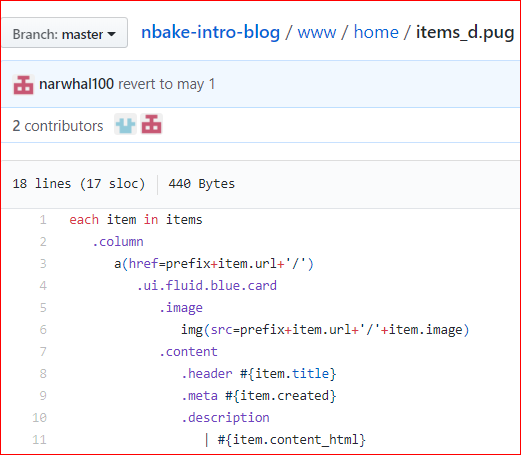 Branch: master nbake-intro-blog / www / home / items_d.pug
narwhal100 revert to may 1
2 contributors
18 lines (17 sloc) 440 Bytes
1 each item in items
2 .column
3 a(href=prefix+item.url+'/')
4 .ui.fluid.blue.card
5 .image
6 img(src=prefix+item.url+'/'+item.image)
7 .content
8 .header #{item.title}
9 .meta #{item.created}
10 .description
11 | #{item.content_html}